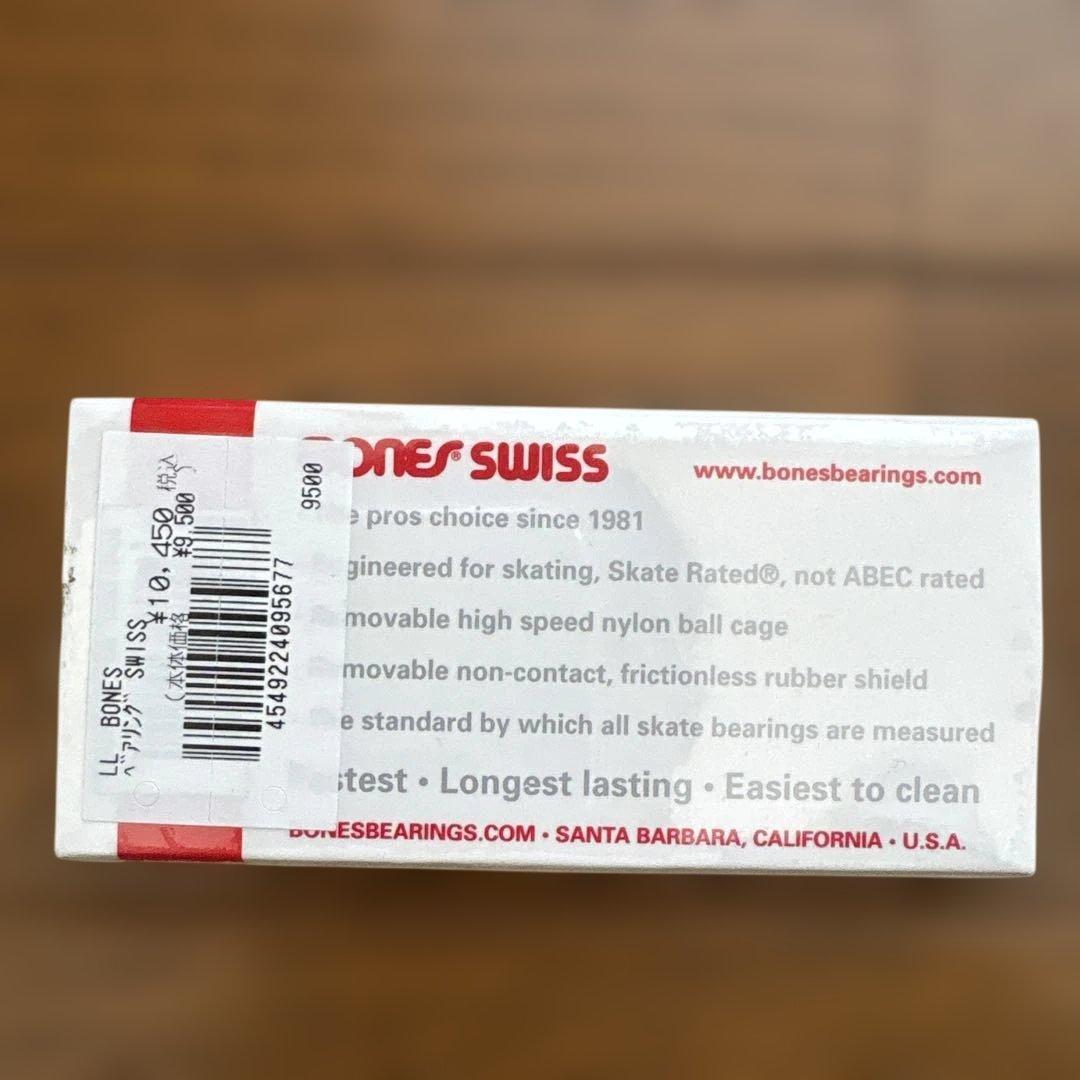 LL BONES
ベアリング SWISS
¥10,450 税込
(本体価格 ¥9,500)
4549224095677
9500
BONES® SWISS
www.bonesbearings.com
e pros choice since 1981
gineered for skating, Skate Rated®, not ABEC rated
movable high speed nylon ball cage
movable non-contact, frictionless rubber shield
e standard by which all skate bearings are measured
stest • Longest lasting • Easiest to clean
BONESBEARINGS.COM • SANTA BARBARA, CALIFORNIA • U.S.A.